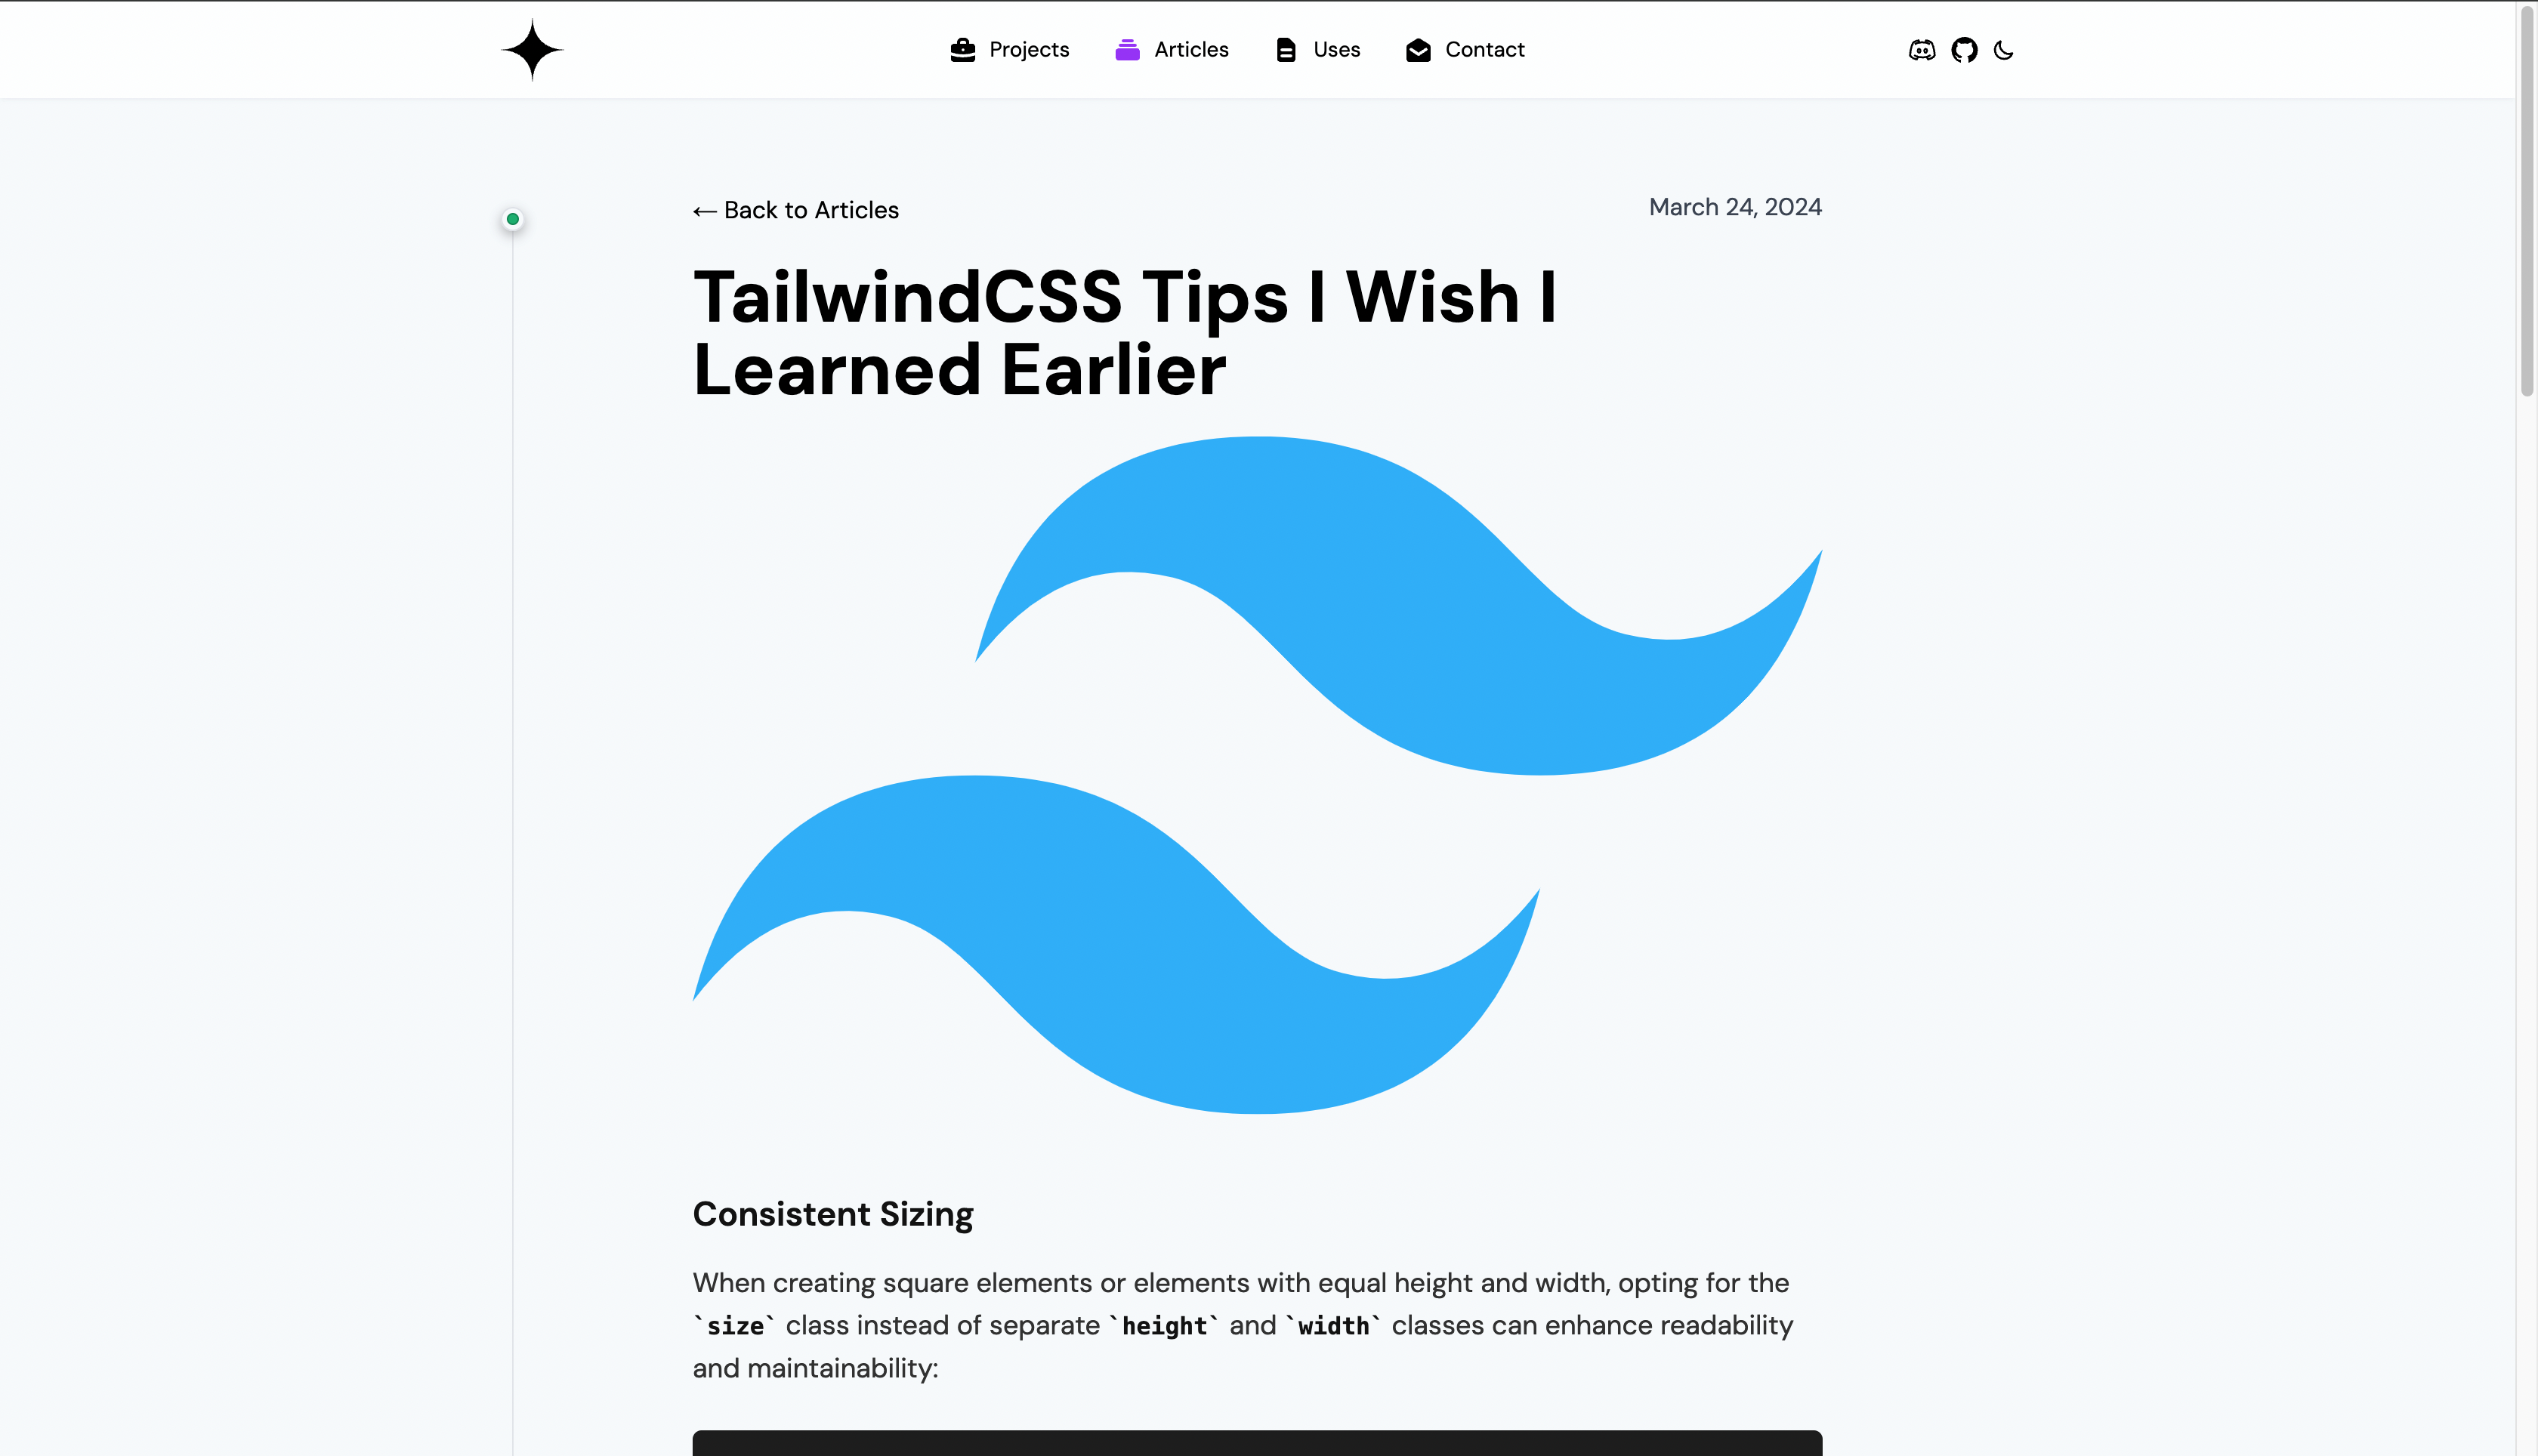 Projects
Articles
Uses
Contact
← Back to Articles
March 24, 2024
TailwindCSS Tips I Wish I
Learned Earlier
Consistent Sizing
When creating square elements or elements with equal height and width, opting for the
`size` class instead of separate `height` and `width` classes can enhance readability
and maintainability: